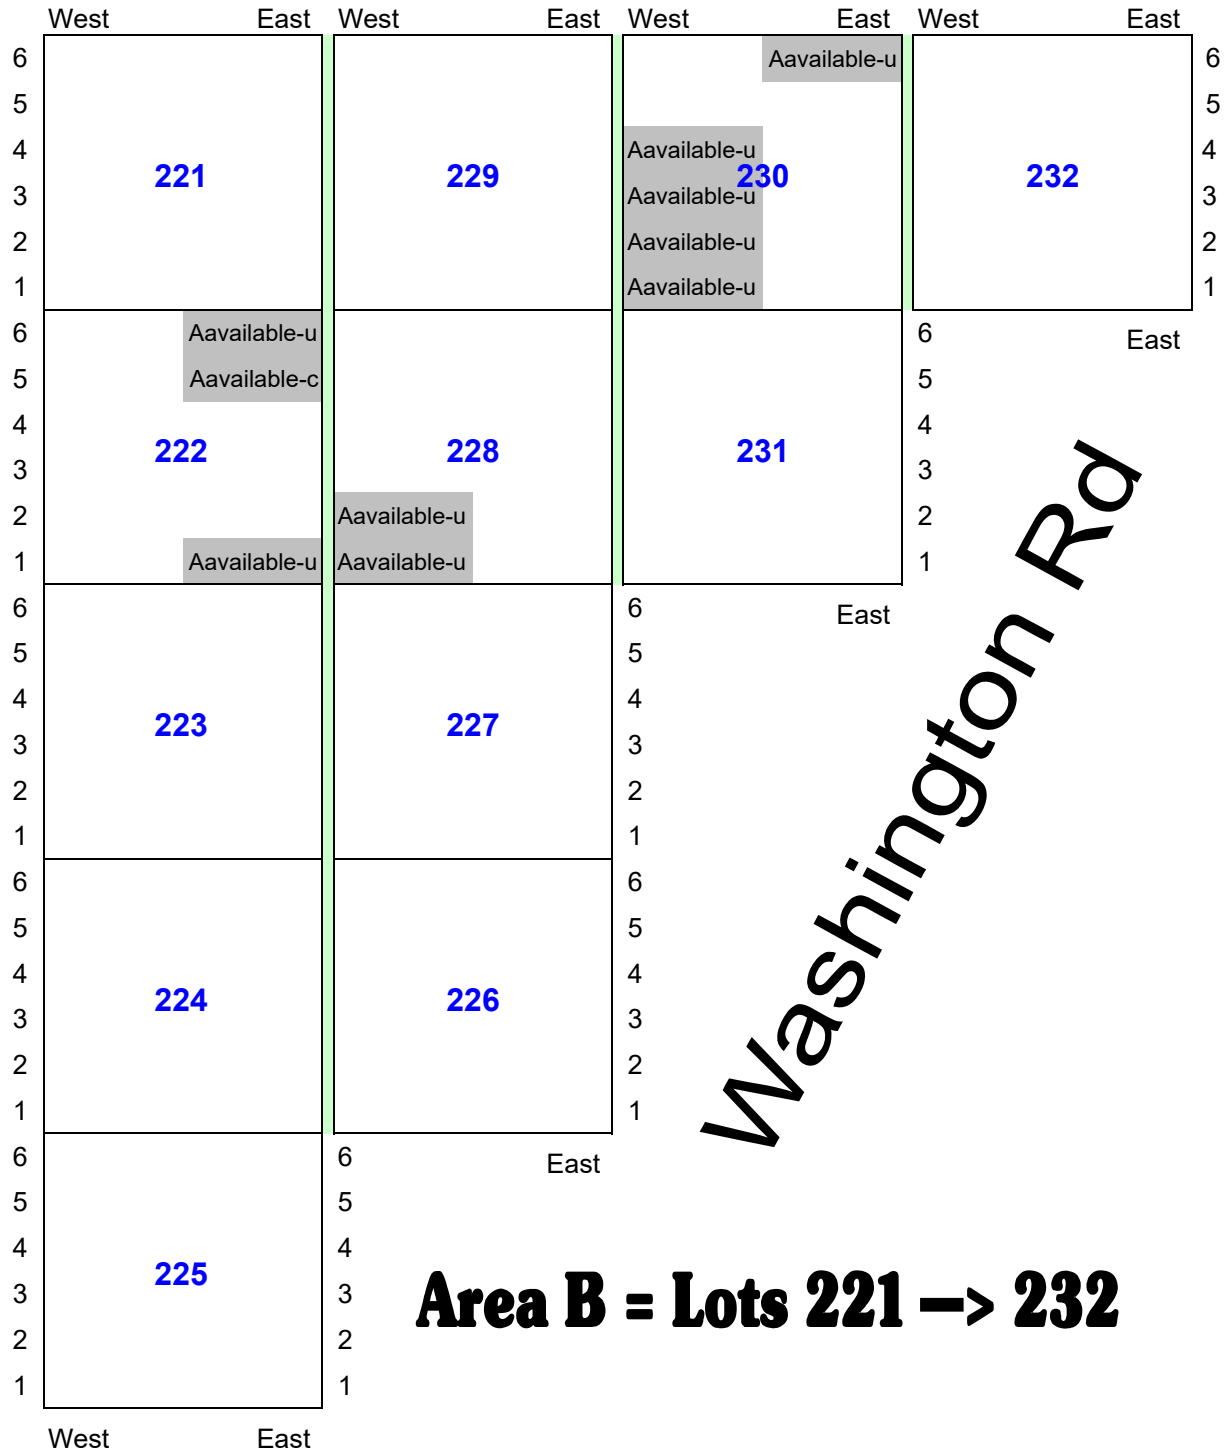 West East West East West East West East
6 Aavailable-u 6
5 5
4 Aavailable-u 4
221 229 230 232
3 Aavailable-u 3
2 Aavailable-u 2
1 Aavailable-u 1
6 Aavailable-u 6 East
5 Aavailable-c 5
4 4
222 228 231
3 3
2 Aavailable-u 2
1 Aavailable-u Aavailable-u 1
6 6 East
5 5
4 4
223 227
3 3
2 2
1 1
6 6
5 5
4 4
224 226
3 3
2 2
1 1
Washington Rd
6 6 East
5 5
4 4
225
3 3
Area B = Lots 221 —> 232
2 2
1 1
West East